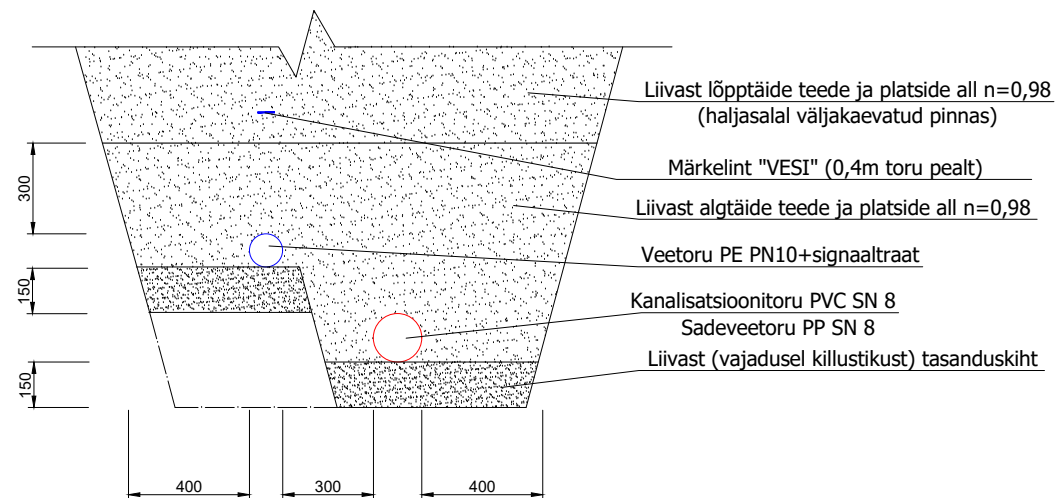 Liivast lõpptäide teede ja platside all n=0,98
(haljasalal väljakaevatud pinnas)
Märkelint "VESI" (0,4m toru pealt)
300
Liivast algtäide teede ja platside all n=0,98
Veetoru PE PN10+signaaltraat
150
Kanalisatsioonitoru PVC SN 8
Sadeveetoru PP SN 8
Liivast (vajadusel killustikust) tasanduskiht
150
400
300
400